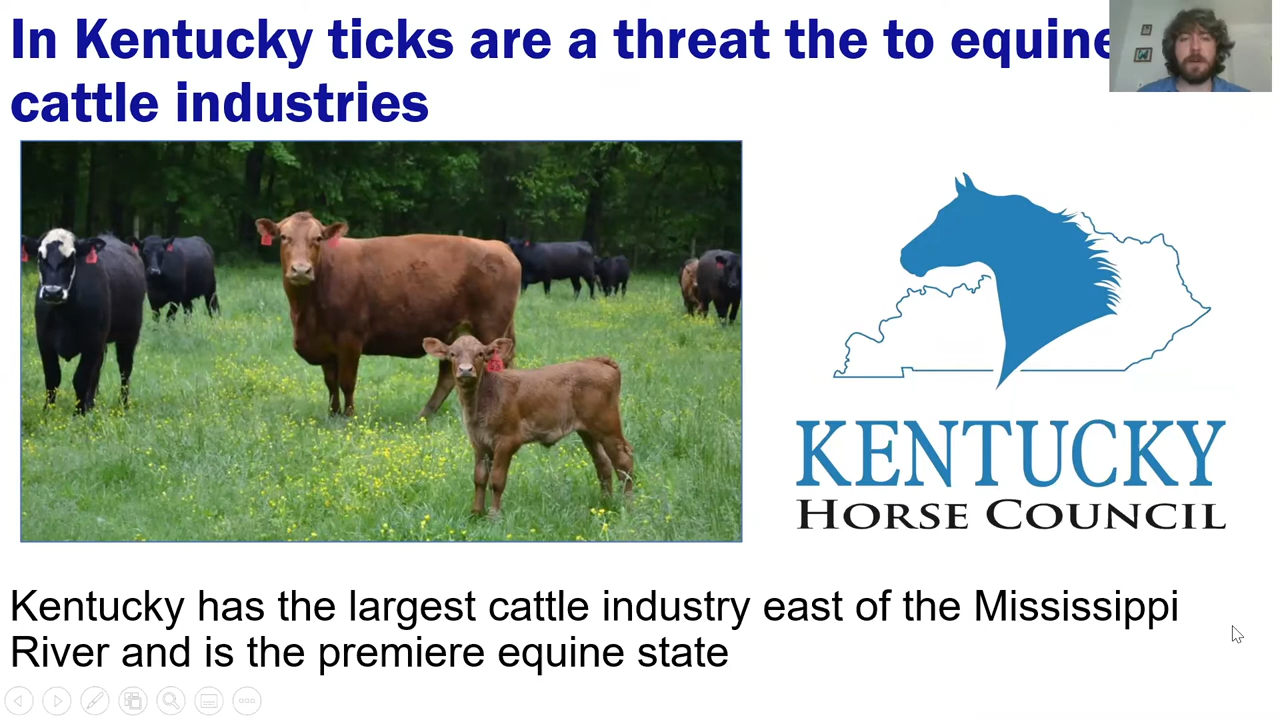 In Kentucky ticks are a threat the to equine
cattle industries
KENTUCKY
HORSE COUNCIL
Kentucky has the largest cattle industry east of the Mississippi
River and is the premiere equine state